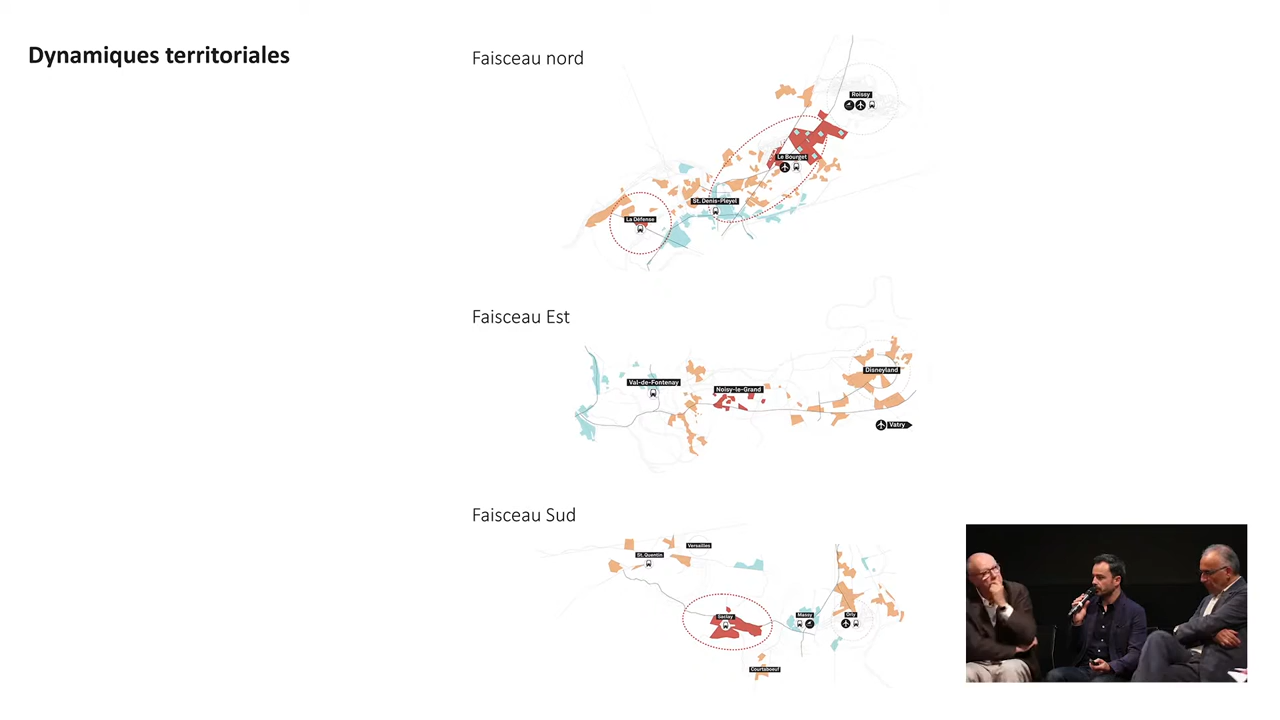 Dynamiques territoriales
Faisceau nord
Roissy
Le Bourget
St. Denis-Pleyel
La Défense
Faisceau Est
Disneyland
Val-de-Fontenay
Noisy-le-Grand
Vatry
Faisceau Sud
Versailles
St. Quentin
Saclay
Massy
Orly
Courtaboeuf